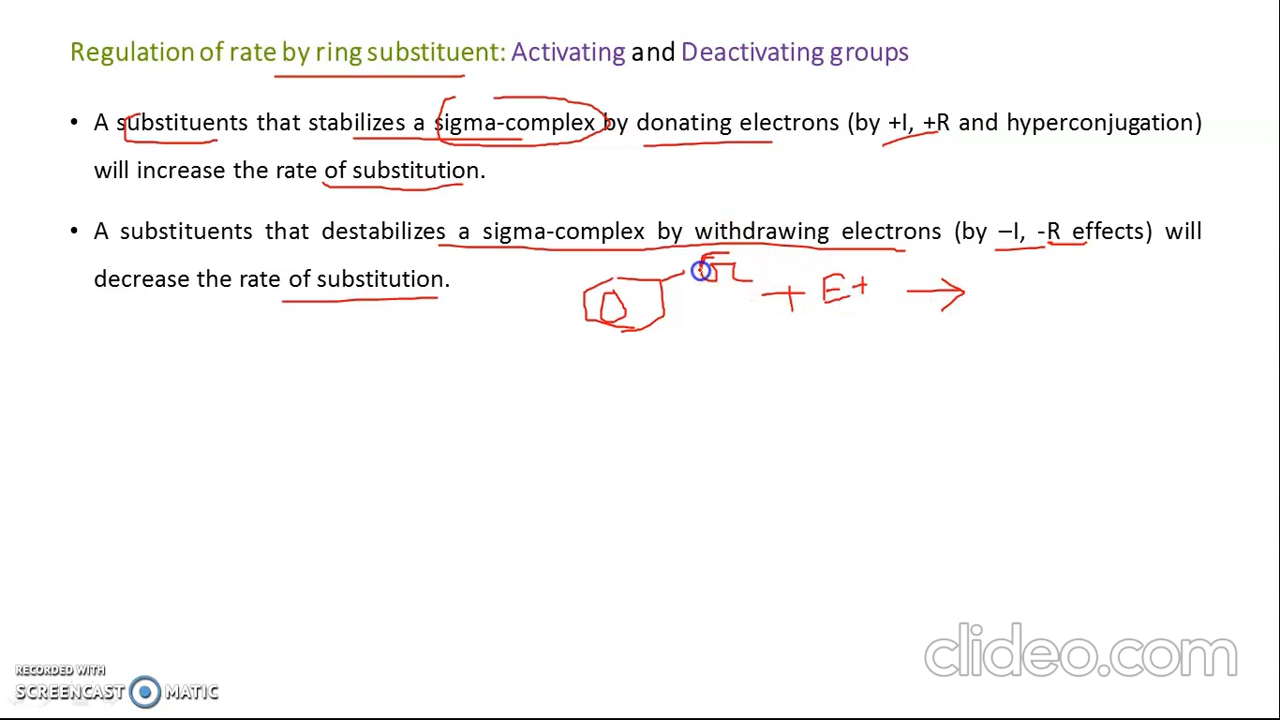 Regulation of rate by ring substituent: Activating and Deactivating groups
• A substituents that stabilizes a sigma-complex by donating electrons (by +I, +R and hyperconjugation)
will increase the rate of substitution.
• A substituents that destabilizes a sigma-complex by withdrawing electrons (by –I, -R effects) will
decrease the rate of substitution.
+ E+ →
clideo.com
RECORDED WITH
SCREENCAST MATIC